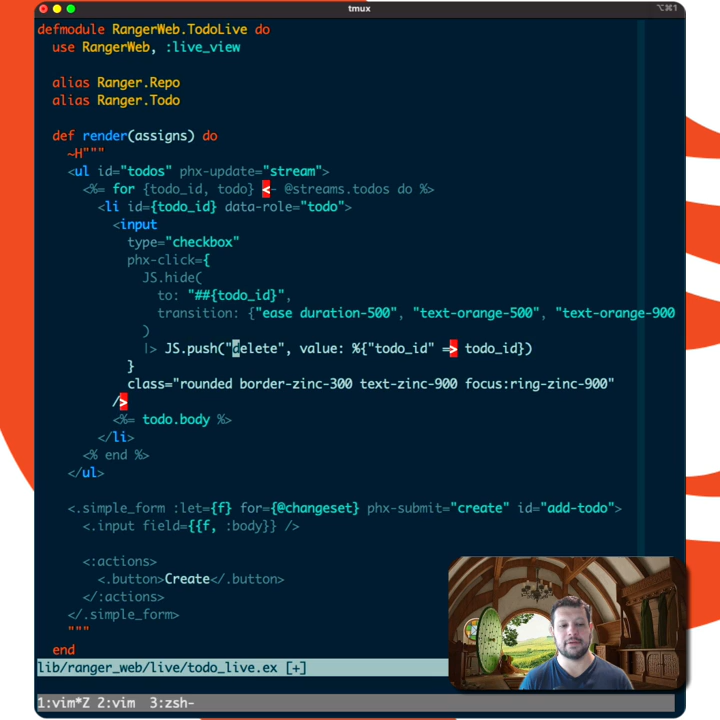 tmux
⌥⌘1
defmodule RangerWeb.TodoLive do
  use RangerWeb, :live_view

  alias Ranger.Repo
  alias Ranger.Todo

  def render(assigns) do
    ~H"""
    <ul id="todos" phx-update="stream">
      <%= for {todo_id, todo} <- @streams.todos do %>
        <li id={todo_id} data-role="todo">
          <input
            type="checkbox"
            phx-click={
              JS.hide(
                to: "##{todo_id}",
                transition: {"ease duration-500", "text-orange-500", "text-orange-900
              )
              |> JS.push("delete", value: %{"todo_id" => todo_id})
            }
            class="rounded border-zinc-300 text-zinc-900 focus:ring-zinc-900"
          />
          <%= todo.body %>
        </li>
      <% end %>
    </ul>

    <.simple_form :let={f} for={@changeset} phx-submit="create" id="add-todo">
      <.input field={{f, :body}} />

      <:actions>
        <.button>Create</.button>
      </:actions>
    </.simple_form>
    """
  end
lib/ranger_web/live/todo_live.ex [+]
1:vim*Z 2:vim  3:zsh-